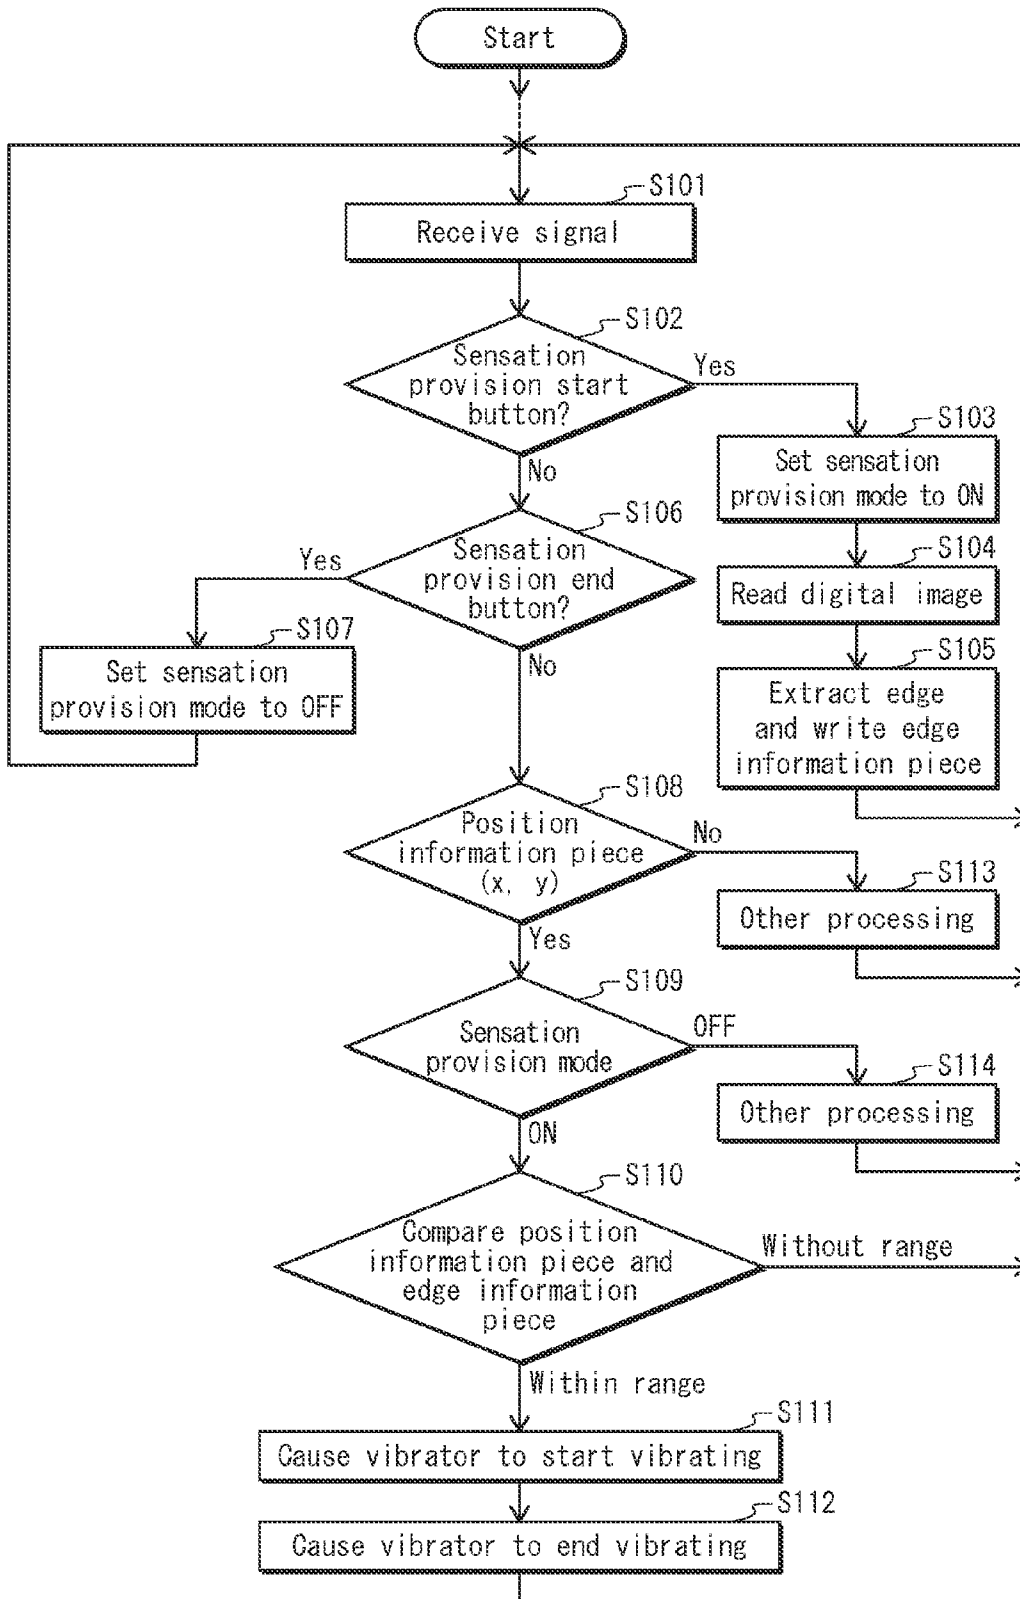 Start
S101
Receive signal
S102
Sensation
provision start
button?
Yes
No
S103
Set sensation
provision mode to ON
S104
Read digital image
S105
Extract edge
and write edge
information piece
S106
Sensation
provision end
button?
Yes
No
S107
Set sensation
provision mode to OFF
S108
Position
information piece
(x, y)
No
Yes
S113
Other processing
S109
Sensation
provision mode
OFF
ON
S114
Other processing
S110
Compare position
information piece and
edge information
piece
Without range
Within range
S111
Cause vibrator to start vibrating
S112
Cause vibrator to end vibrating